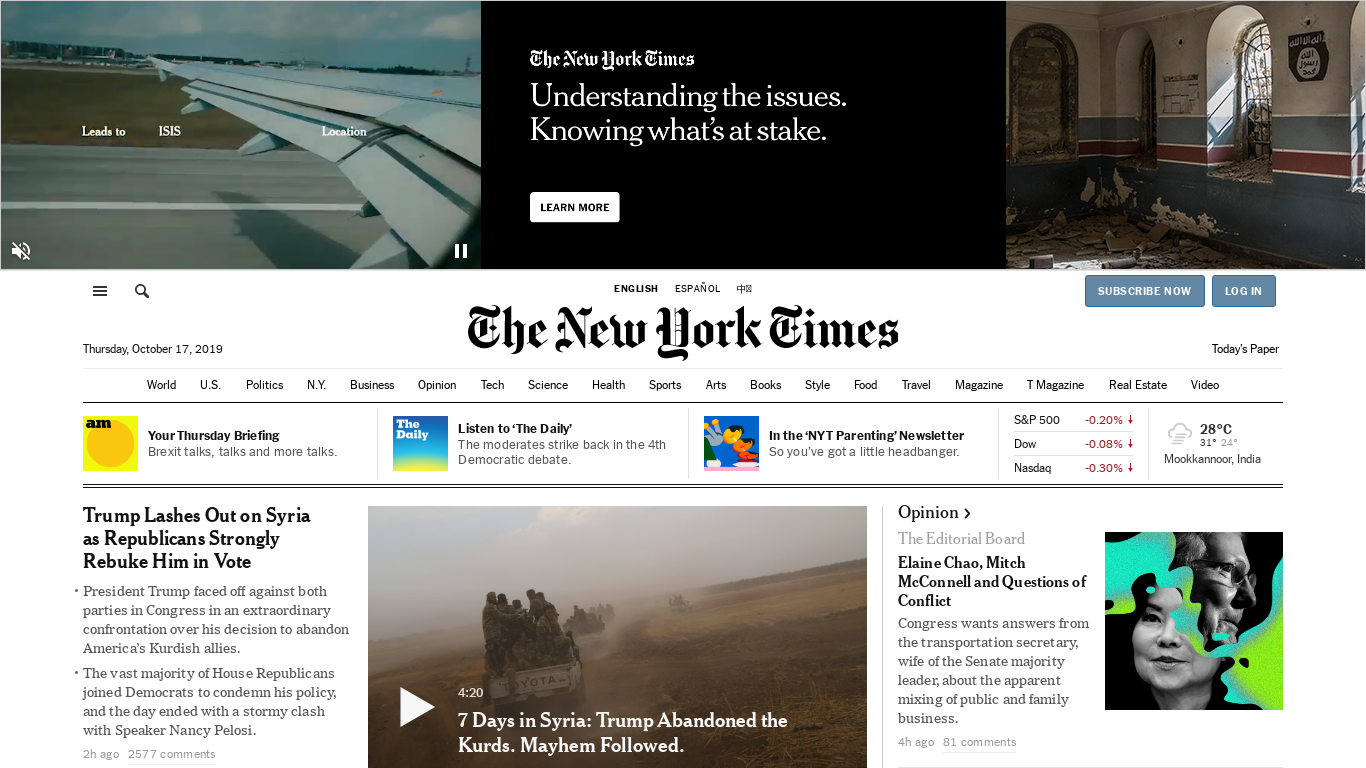 Leads to ISIS Location
The New York Times
Understanding the issues.
Knowing what's at stake.
LEARN MORE
ENGLISH ESPAÑOL 中
SUBSCRIBE NOW LOG IN
The New York Times
Thursday, October 17, 2019
Today's Paper
World U.S. Politics N.Y. Business Opinion Tech Science Health Sports Arts Books Style Food Travel Magazine T Magazine Real Estate Video
am
Your Thursday Briefing
Brexit talks, talks and more talks.
The
Daily
Listen to ‘The Daily’
The moderates strike back in the 4th
Democratic debate.
In the ‘NYT Parenting’ Newsletter
So you’ve got a little headbanger.
S&P 500 -0.20% ↓
Dow -0.08% ↓
Nasdaq -0.30% ↓
28°C
31° 24°
Mookkannoor, India
Trump Lashes Out on Syria
as Republicans Strongly
Rebuke Him in Vote
• President Trump faced off against both
parties in Congress in an extraordinary
confrontation over his decision to abandon
America’s Kurdish allies.
• The vast majority of House Republicans
joined Democrats to condemn his policy,
and the day ended with a stormy clash
with Speaker Nancy Pelosi.
2h ago 2577 comments
TOYOTA
4:20
7 Days in Syria: Trump Abandoned the
Kurds. Mayhem Followed.
Opinion ›
The Editorial Board
Elaine Chao, Mitch
McConnell and Questions of
Conflict
Congress wants answers from
the transportation secretary,
wife of the Senate majority
leader, about the apparent
mixing of public and family
business.
4h ago 81 comments